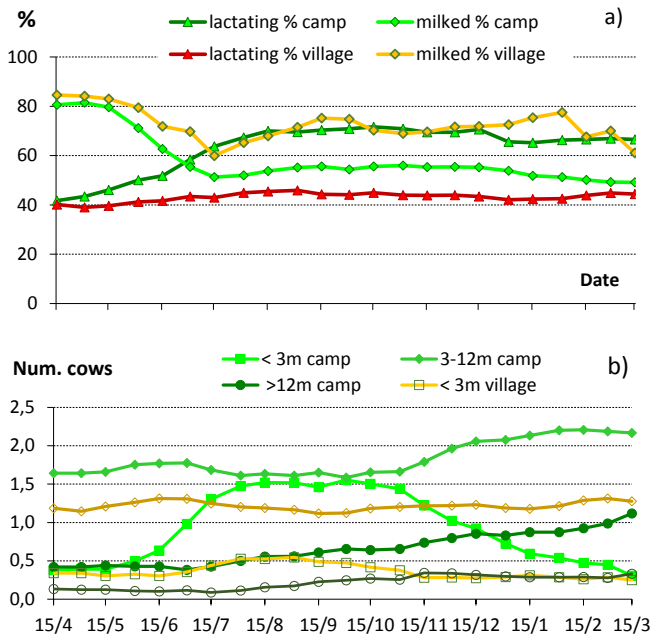 a)
%
lactating % camp milked % camp
lactating % village milked % village
100
80
60
40
20
0
Date
b)
Num. cows
< 3m camp 3-12m camp
>12m camp < 3m village
2,5
2,0
1,5
1,0
0,5
0,0
15/4 15/5 15/6 15/7 15/8 15/9 15/10 15/11 15/12 15/1 15/2 15/3